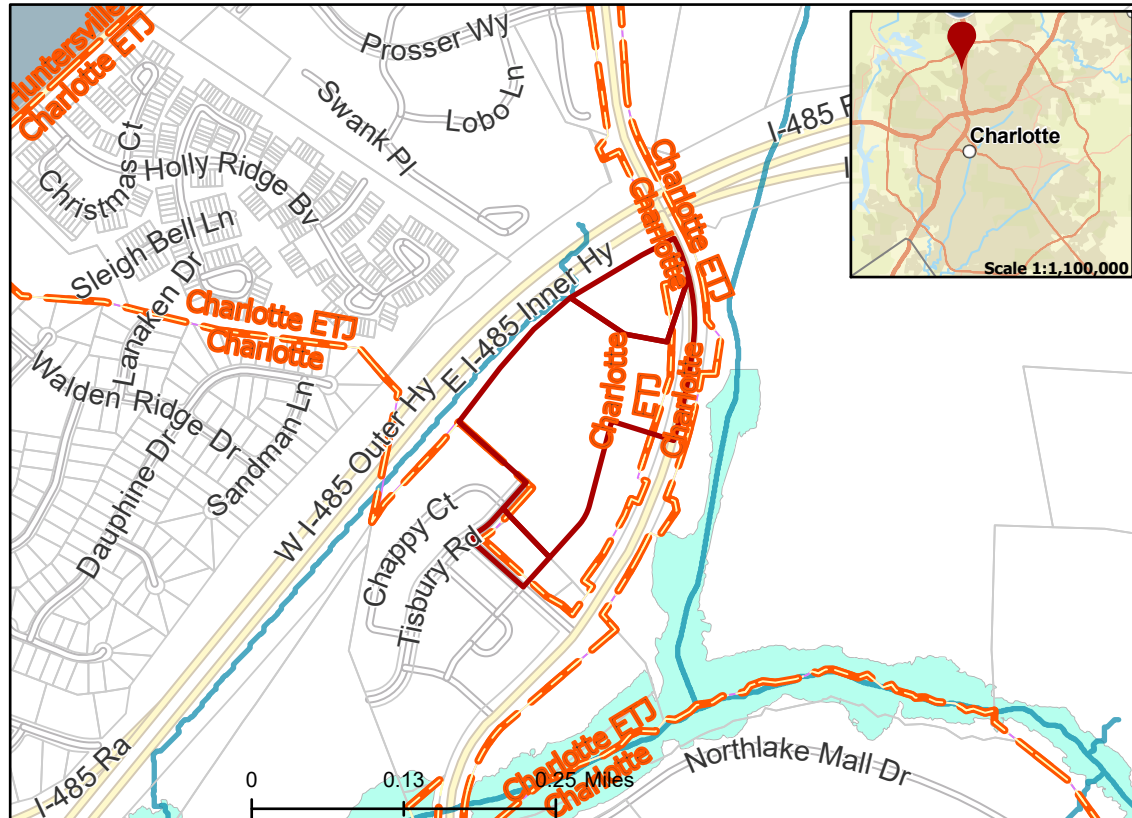 Huntersville
Charlotte ETJ
Prosser Wy
Lobo Ln
Swank Pl
Christmas Ct
Holly Ridge Bv
Sleigh Bell Ln
Lanaken Dr
Charlotte ETJ
Charlotte
Walden Ridge Dr
Sandman Ln
Dauphine Dr
E I-485 Inner Hy
W I-485 Outer Hy
I-485
Charlotte ETJ
Charlotte
Charlotte
ETJ
Charlotte
Chappy Ct
Tisbury Rd
I-485 Ra
Charlotte ETJ
Charlotte
Northlake Mall Dr
0 0.13 0.25 Miles
Charlotte
Scale 1:1,100,000